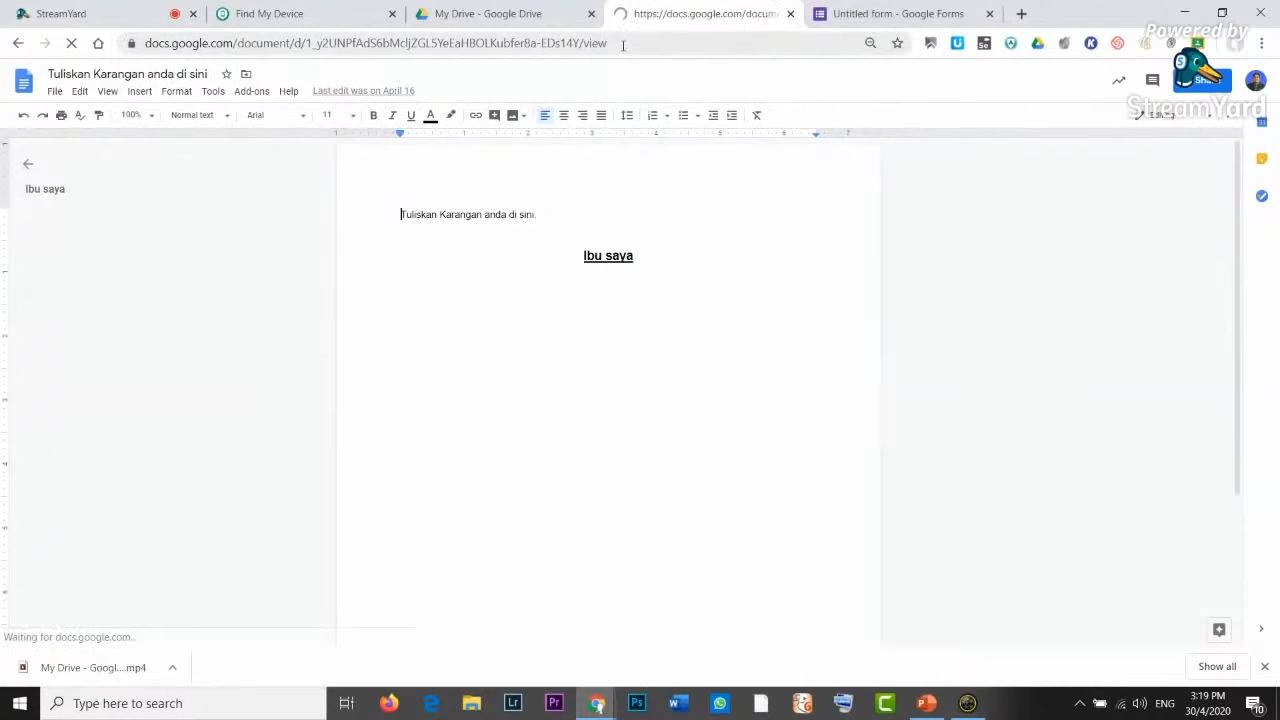 StreamYard
Find My Device
My Drive - Google Drive
https://docs.google.com/docum
Untitled form - Google Forms
Powered by
StreamYard
docs.google.com/document/d/1_y2UNPfAdS6bMcljZGL5YeEaHBOLKuPter8a-EDs14Y/view
Tuliskan Karangan anda di sini
File Edit View Insert Format Tools Add-ons Help Last edit was on April 16
100% Normal text Arial 11
Ibu saya
Tuliskan Karangan anda di sini.
Ibu saya
Waiting for docs.google.com..
My Drive - Googl....mp4
Show all
Type here to search
ENG
3:19 PM
30/4/2020
10